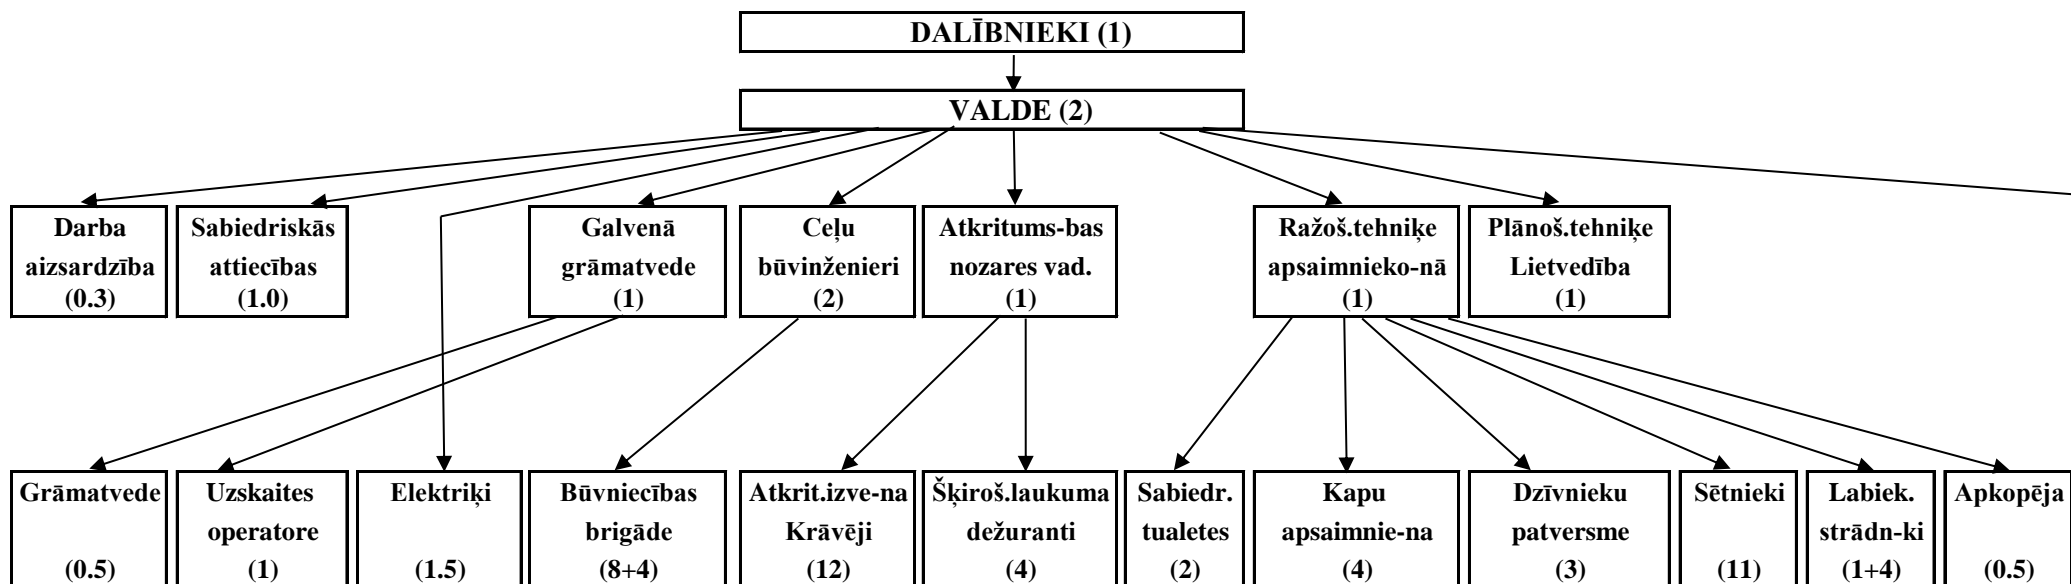 DALĪBNIEKI (1)
VALDE (2)
Darba
aizsardzība
(0.3)
Sabiedriskās
attiecības
(1.0)
Galvenā
grāmatvede
(1)
Ceļu
būvinženieri
(2)
Atkritums-bas
nozares vad.
(1)
Ražoš.tehniķe
apsaimnieko-nā
(1)
Plānoš.tehniķe
Lietvedība
(1)
Grāmatvede
(0.5)
Uzskaites
operatore
(1)
Elektriķi
(1.5)
Būvniecības
brigāde
(8+4)
Atkrit.izve-na
Krāvēji
(12)
Šķiroš.laukuma
dežuranti
(4)
Sabiedr.
tualetes
(2)
Kapu
apsaimnie-na
(4)
Dzīvnieku
patversme
(3)
Sētnieki
(11)
Labiek.
strādn-ki
(1+4)
Apkopēja
(0.5)